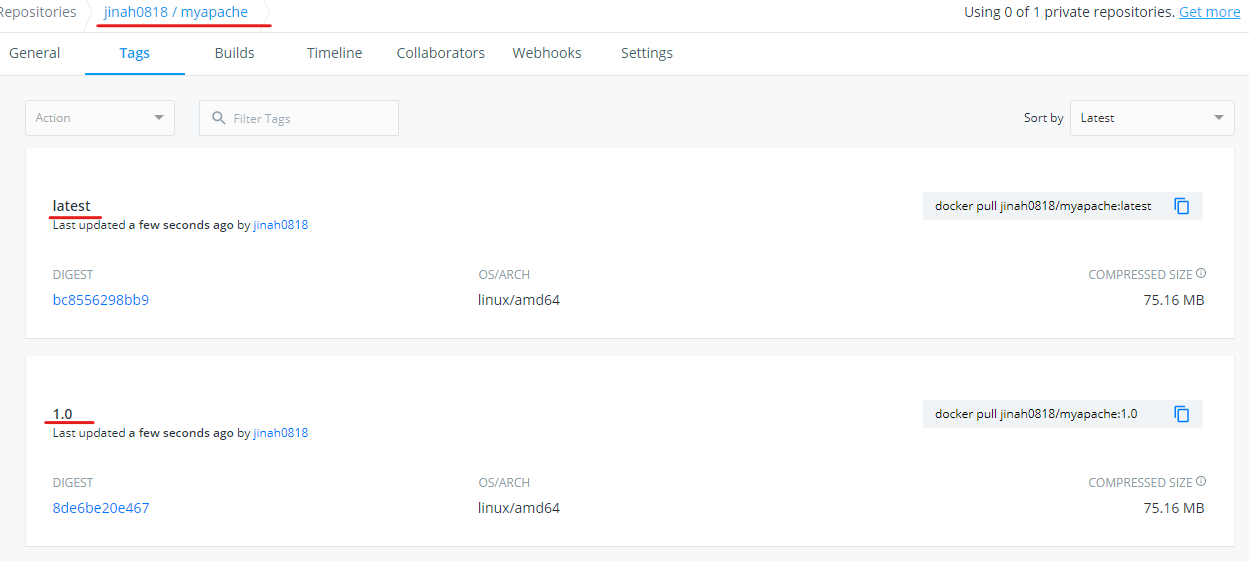 Repositories jinah0818 / myapache Using 0 of 1 private repositories. Get more
General Tags Builds Timeline Collaborators Webhooks Settings
Action Filter Tags Sort by Latest
latest docker pull jinah0818/myapache:latest
Last updated a few seconds ago by jinah0818
DIGEST OS/ARCH COMPRESSED SIZE
bc8556298bb9 linux/amd64 75.16 MB
1.0 docker pull jinah0818/myapache:1.0
Last updated a few seconds ago by jinah0818
DIGEST OS/ARCH COMPRESSED SIZE
8de6be20e467 linux/amd64 75.16 MB